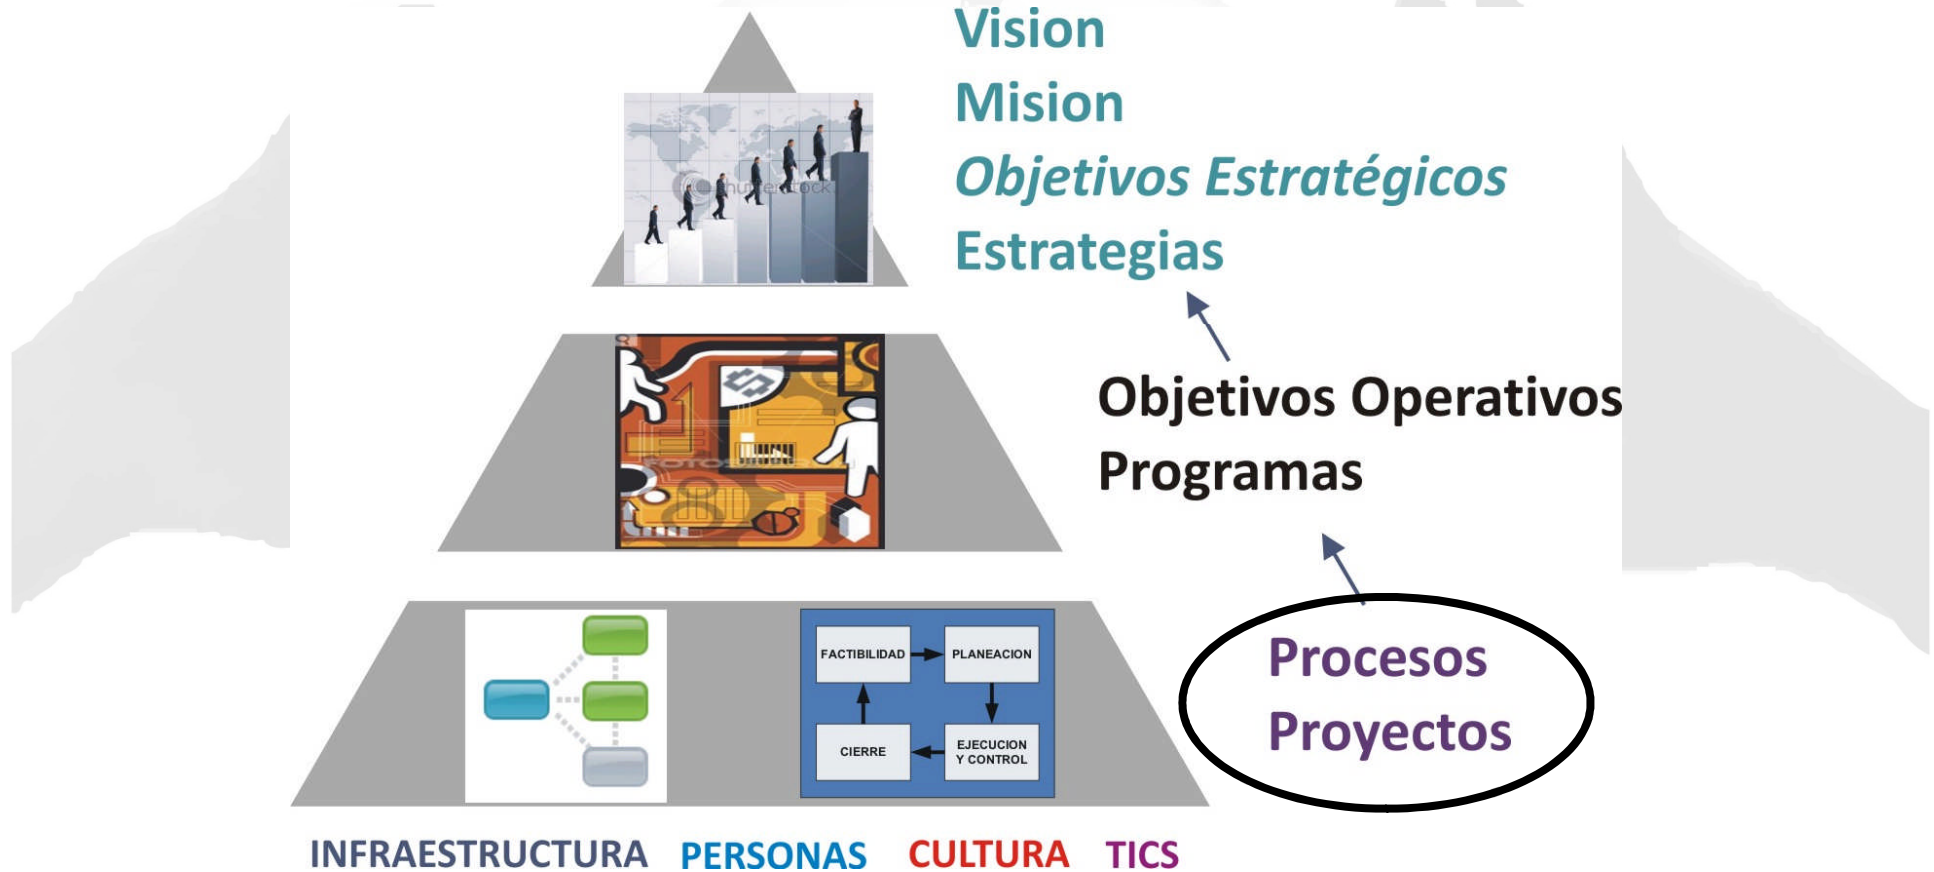 Vision
Mision
Objetivos Estratégicos
Estrategias
Objetivos Operativos
Programas
FACTIBILIDAD
PLANEACION
CIERRE
EJECUCION
Y CONTROL
Procesos
Proyectos
INFRAESTRUCTURA PERSONAS CULTURA TICS